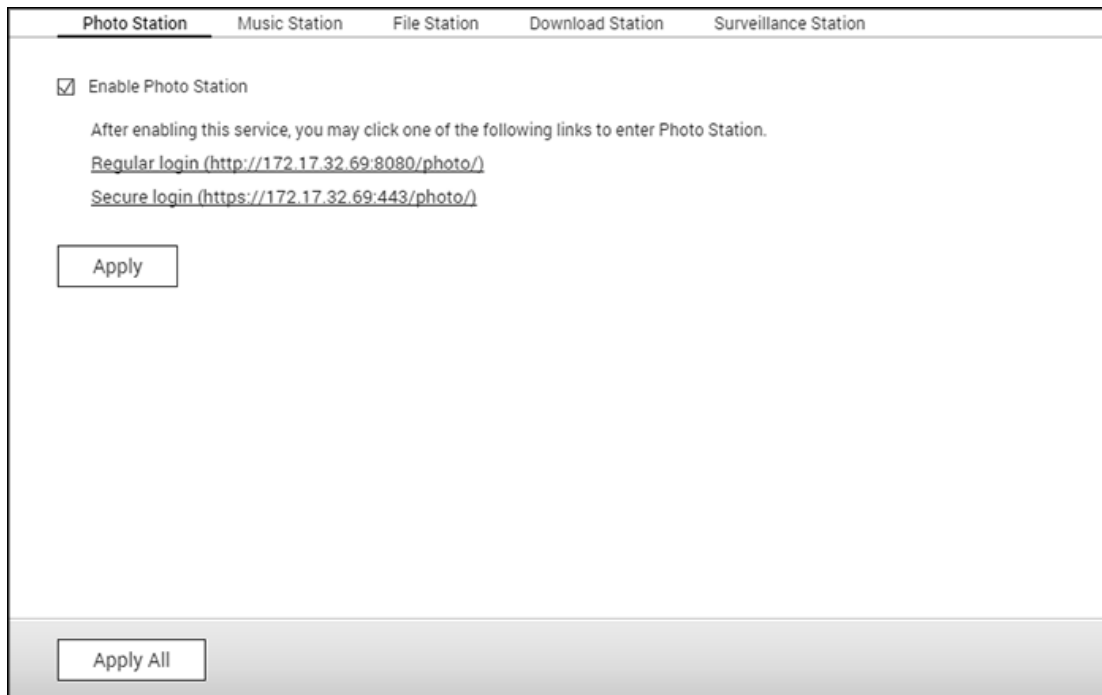 Photo Station Music Station File Station Download Station Surveillance Station
Enable Photo Station
After enabling this service, you may click one of the following links to enter Photo Station.
Regular login (http://172.17.32.69:8080/photo/)
Secure login (https://172.17.32.69:443/photo/)
Apply
Apply All